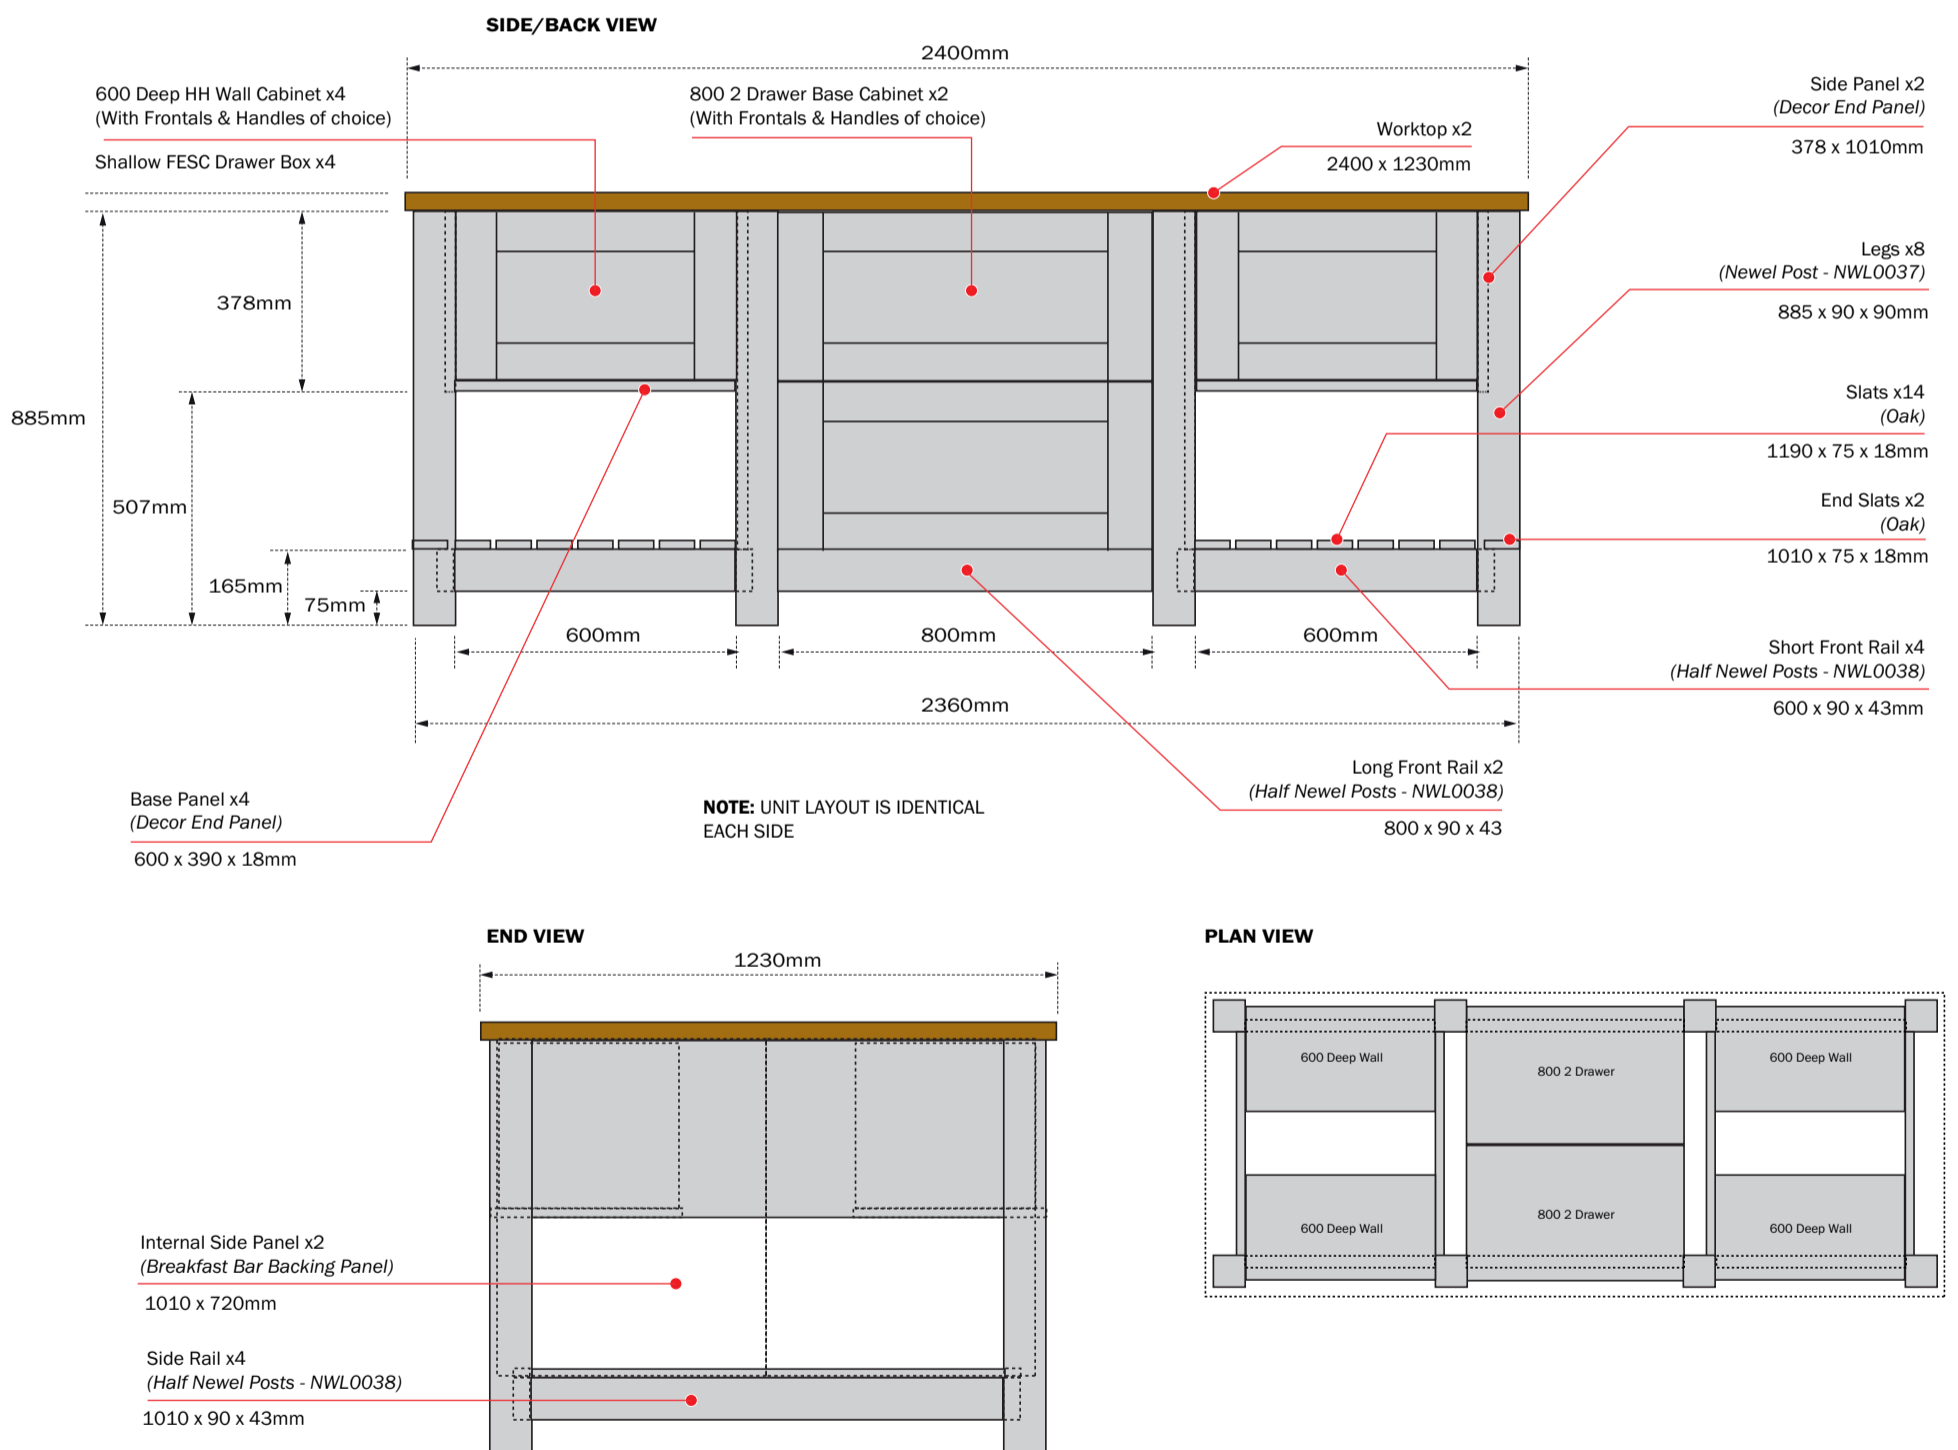 SIDE/BACK VIEW
2400mm
600 Deep HH Wall Cabinet x4
(With Frontals & Handles of choice)
Shallow FESC Drawer Box x4
800 2 Drawer Base Cabinet x2
(With Frontals & Handles of choice)
Worktop x2
2400 x 1230mm
Side Panel x2
(Decor End Panel)
378 x 1010mm
Legs x8
(Newel Post - NWL0037)
885 x 90 x 90mm
Slats x14
(Oak)
1190 x 75 x 18mm
End Slats x2
(Oak)
1010 x 75 x 18mm
Short Front Rail x4
(Half Newel Posts - NWL0038)
600 x 90 x 43mm
378mm
885mm
507mm
165mm
75mm
600mm
800mm
600mm
2360mm
Long Front Rail x2
(Half Newel Posts - NWL0038)
800 x 90 x 43
Base Panel x4
(Decor End Panel)
600 x 390 x 18mm
NOTE: UNIT LAYOUT IS IDENTICAL
EACH SIDE
END VIEW
1230mm
Internal Side Panel x2
(Breakfast Bar Backing Panel)
1010 x 720mm
Side Rail x4
(Half Newel Posts - NWL0038)
1010 x 90 x 43mm
PLAN VIEW
600 Deep Wall
800 2 Drawer
600 Deep Wall
600 Deep Wall
800 2 Drawer
600 Deep Wall